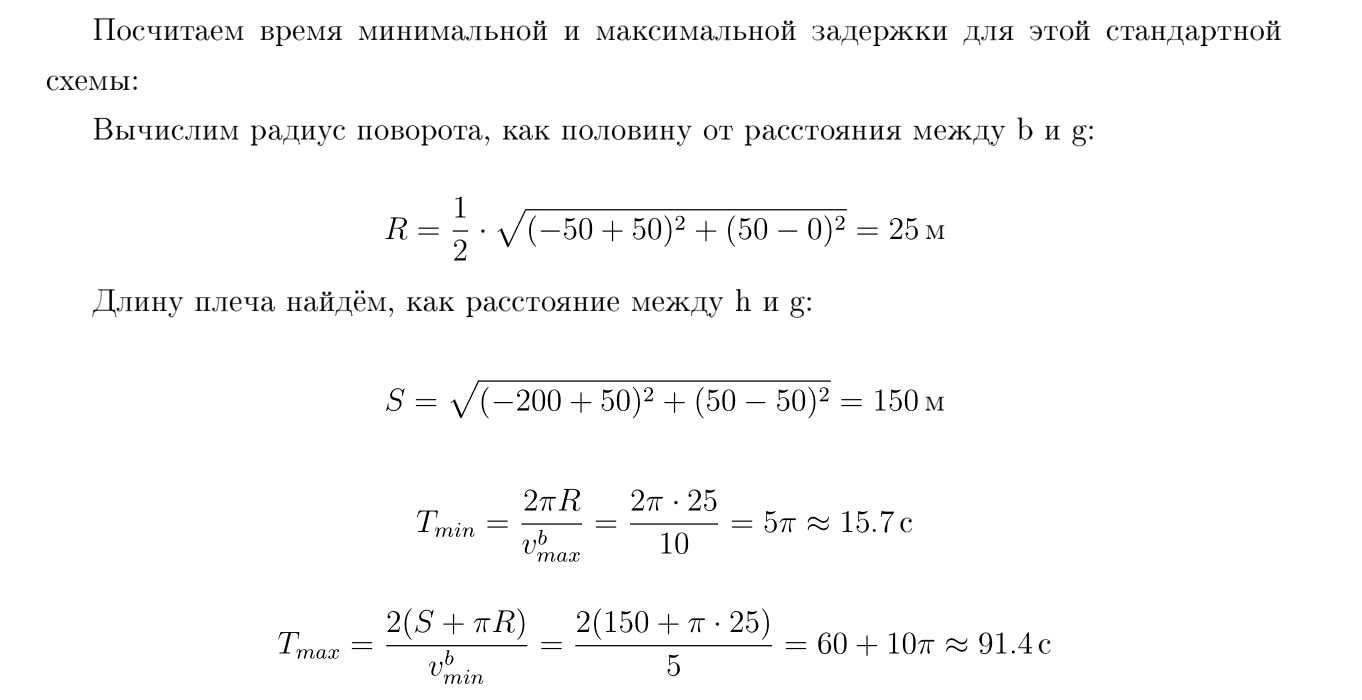 Посчитаем время минимальной и максимальной задержки для этой стандартной
схемы:
Вычислим радиус поворота, как половину от расстояния между b и g:
$R = \frac{1}{2} \cdot \sqrt{(-50 + 50)^2 + (50 - 0)^2} = 25\,\text{м}$
Длину плеча найдём, как расстояние между h и g:
$S = \sqrt{(-200 + 50)^2 + (50 - 50)^2} = 150\,\text{м}$
$T_{min} = \frac{2\pi R}{v^b_{max}} = \frac{2\pi \cdot 25}{10} = 5\pi \approx 15.7\,\text{с}$
$T_{max} = \frac{2(S + \pi R)}{v^b_{min}} = \frac{2(150 + \pi \cdot 25)}{5} = 60 + 10\pi \approx 91.4\,\text{с}$